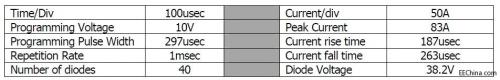 Time/Div 100usec Current/div 50A
Programming Voltage 10V Peak Current 83A
Programming Pulse Width 297usec Current rise time 187usec
Repetition Rate 1msec Current fall time 263usec
Number of diodes 40 Diode Voltage 38.2V
EEChina.com